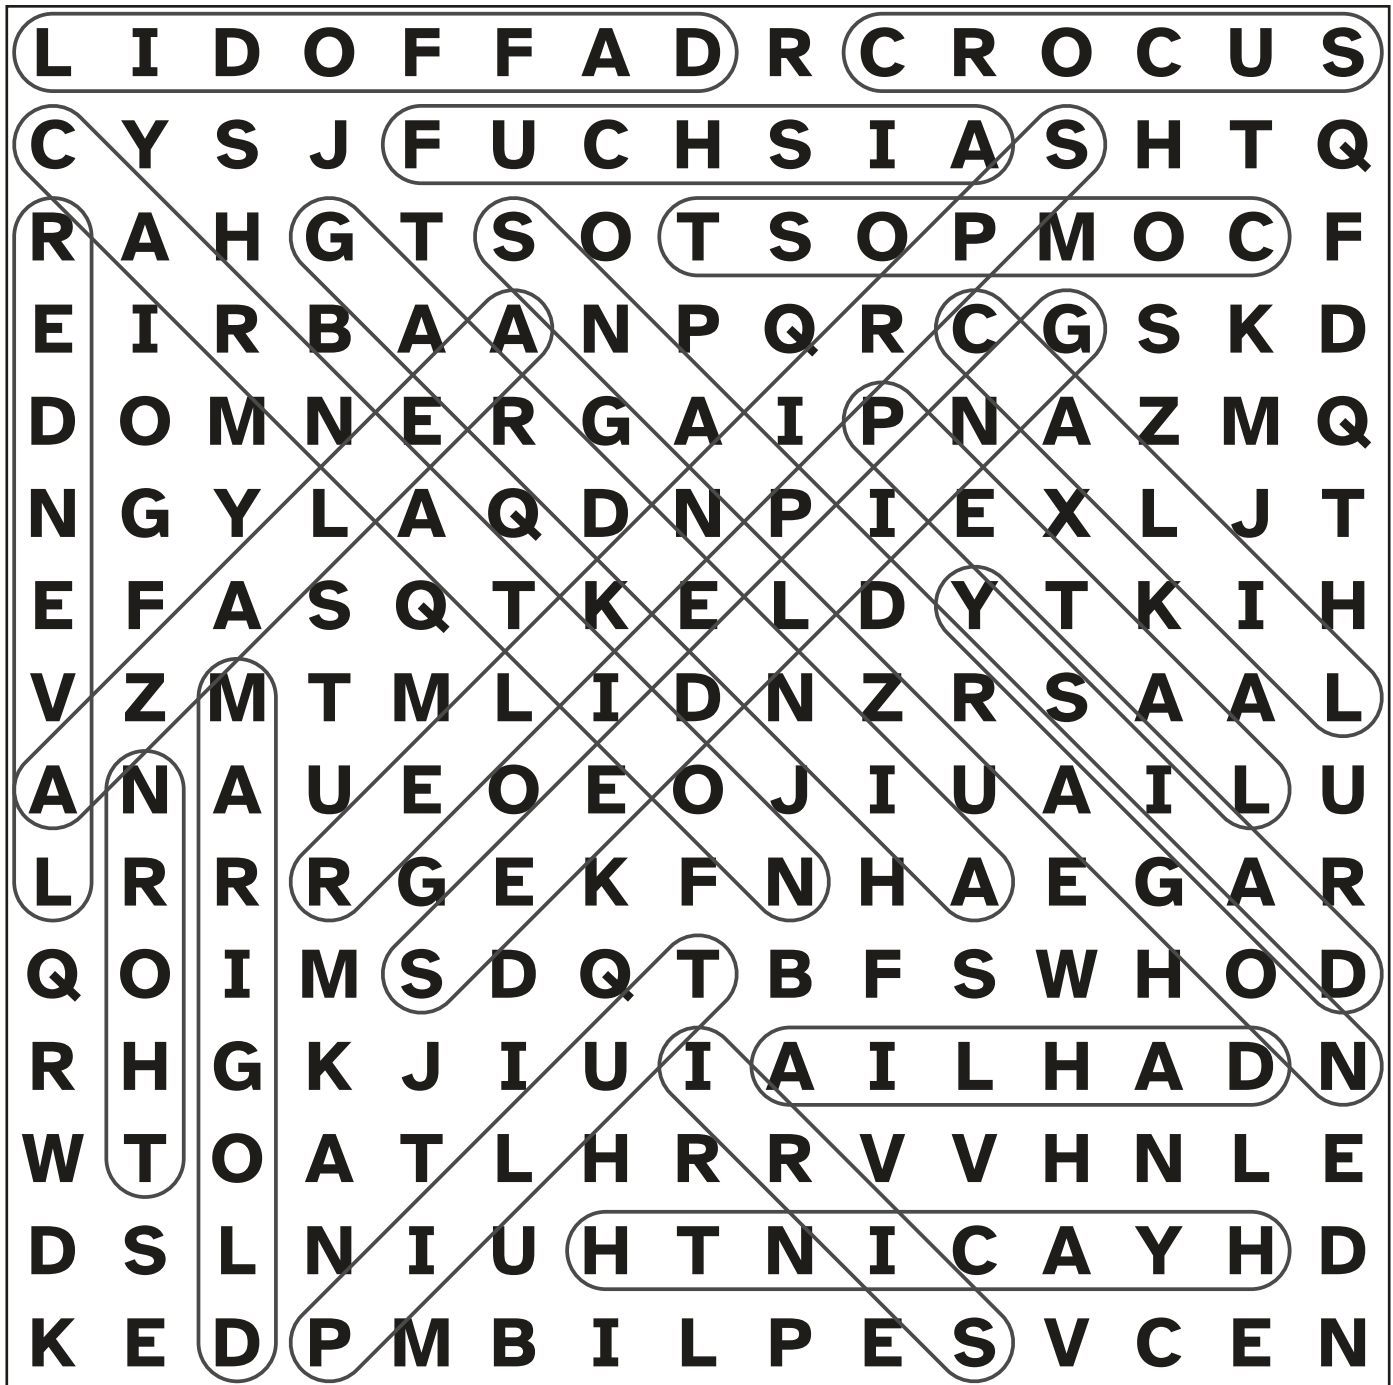 L I D O F F A D R C R O C U S
C Y S J F U C H S I A S H T Q
R A H G T S O T S O P M O C F
E I R B A A N P Q R C G S K D
D O M N E R G A I P N A Z M Q
N G Y L A Q D N P I E X L J T
E F A S Q T K E L D Y T K I H
V Z M T M L I D N Z R S A A L
A N A U E O E O J I U A I L U
L R R R G E K F N H A E G A R
Q O I M S D Q T B F S W H O D
R H G K J I U I A I L H A D N
W T O A T L H R R V V H N L E
D S L N I U H T N I C A Y H D
K E D P M B I L P E S V C E N